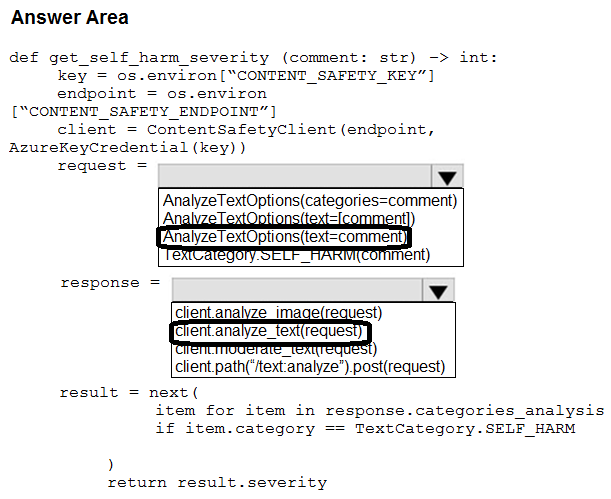 Answer Area
def get_self_harm_severity (comment: str) –> int:
key = os.environ[“CONTENT_SAFETY_KEY”]
endpoint = os.environ
[“CONTENT_SAFETY_ENDPOINT”]
client = ContentSafetyClient(endpoint,
AzureKeyCredential(key))
request =
AnalyzeTextOptions(categories=comment)
AnalyzeTextOptions(text=[comment])
AnalyzeTextOptions(text=comment)
TextCategory.SELF_HARM(comment)
response =
client.analyze_image(request)
client.analyze_text(request)
client.moderate_text(request)
client.path(“/text:analyze”).post(request)
result = next(
item for item in response.categories_analysis
if item.category == TextCategory.SELF_HARM
)
return result.severity